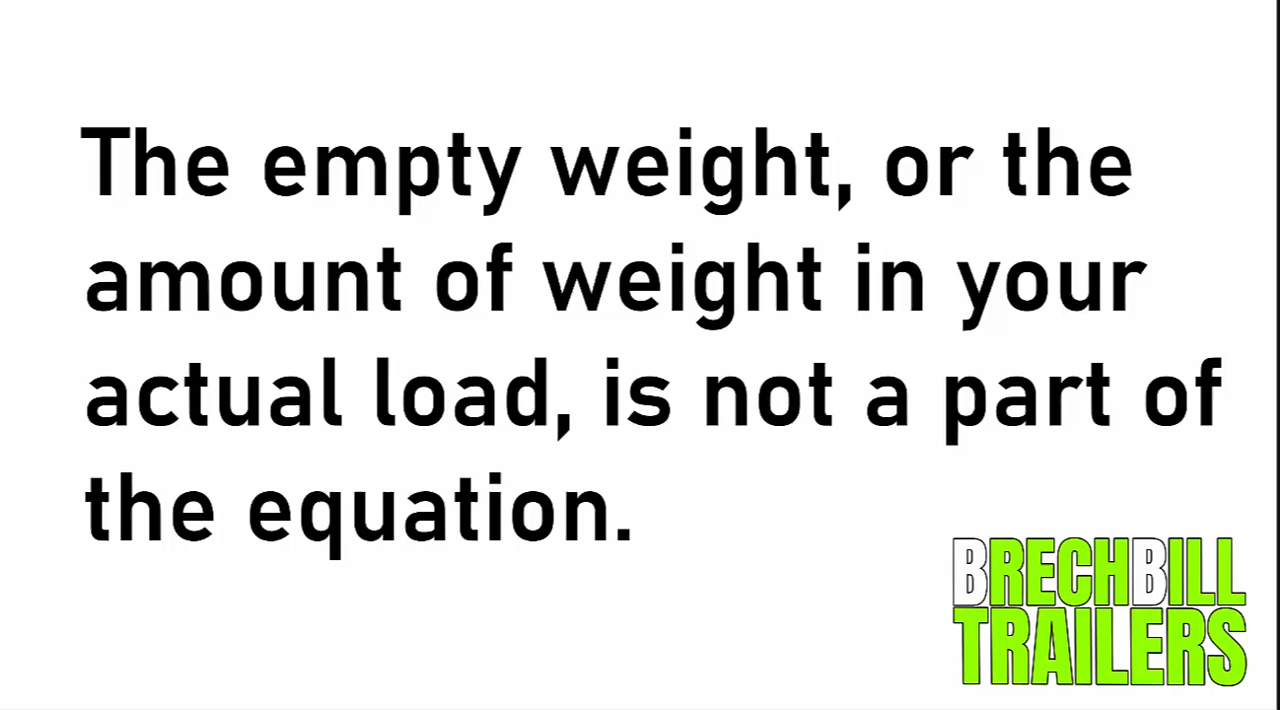 The empty weight, or the
amount of weight in your
actual load, is not a part of
the equation.
BRECHBILL
TRAILERS